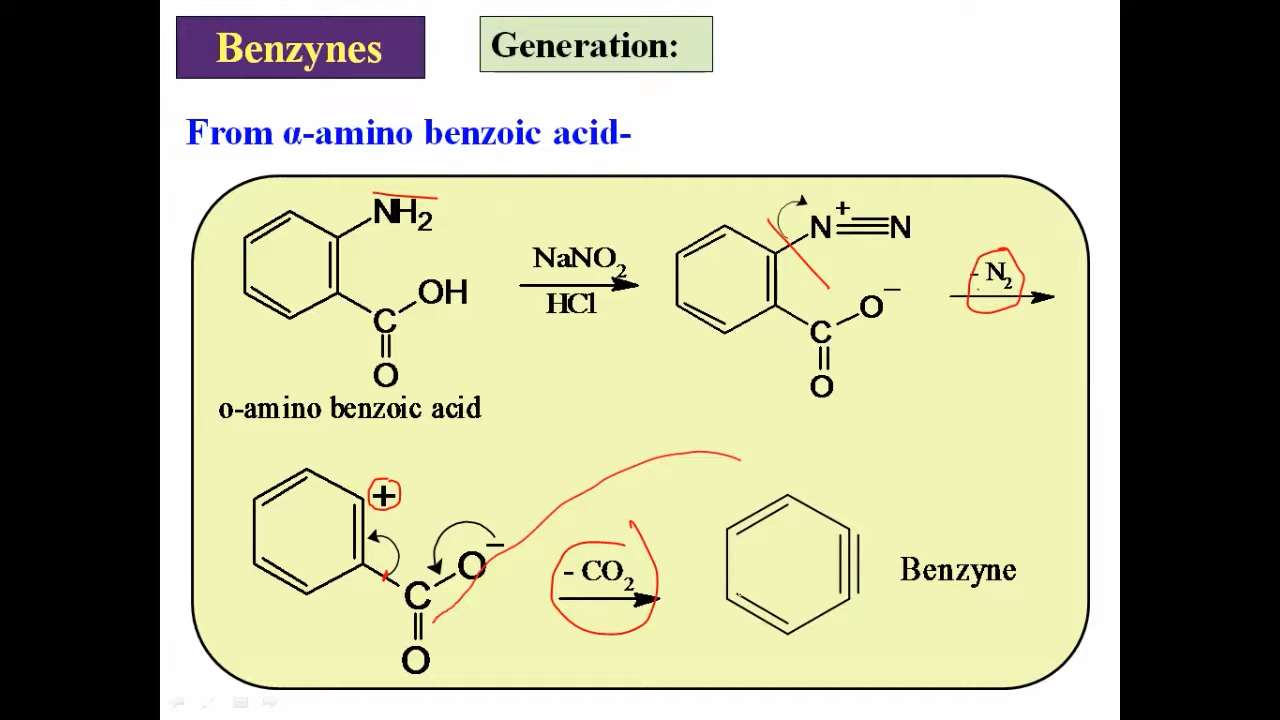 Benzynes
Generation:
From α-amino benzoic acid-
NH2
OH
C
O
o-amino benzoic acid
NaNO2
HCl
+
N≡N
O−
C
O
- N2
+
O−
C
O
- CO2
Benzyne